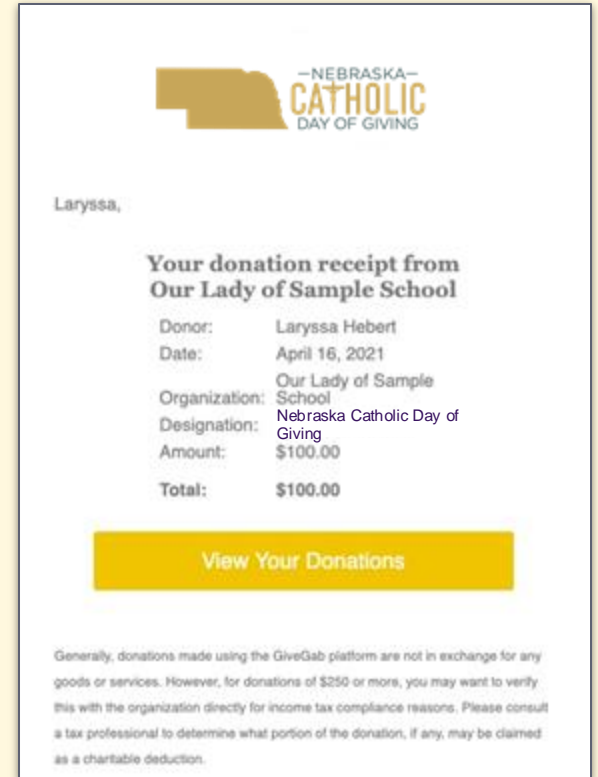 —NEBRASKA—
CATHOLIC
DAY OF GIVING
Laryssa,
Your donation receipt from
Our Lady of Sample School
Donor: Laryssa Hebert
Date: April 16, 2021
Organization: Our Lady of Sample
School
Designation: Nebraska Catholic Day of
Giving
Amount: $100.00
Total: $100.00
View Your Donations
Generally, donations made using the GiveGab platform are not in exchange for any
goods or services. However, for donations of $250 or more, you may want to verify
this with the organization directly for income tax compliance reasons. Please consult
a tax professional to determine what portion of the donation, if any, may be claimed
as a charitable deduction.